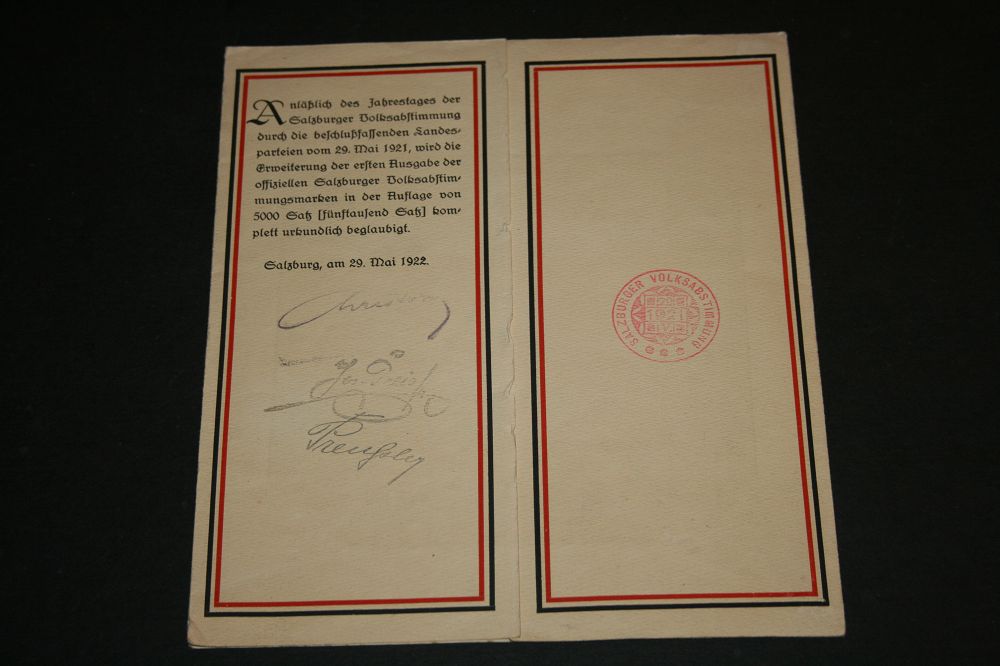 Anläßlich des Jahrestages der
Salzburger Volksabstimmung
durch die beschlußfassenden Landes-
parteien vom 29. Mai 1921, wird die
Erweiterung der ersten Ausgabe der
offiziellen Salzburger Volksabstim-
mungsmarken in der Auflage von
5000 Satz [fünftausend Satz] kom-
plett urkundlich beglaubigt.
Salzburg, am 29. Mai 1922.
Preußler
SALZBURGER VOLKSABSTIMMUNG
29
1921
V